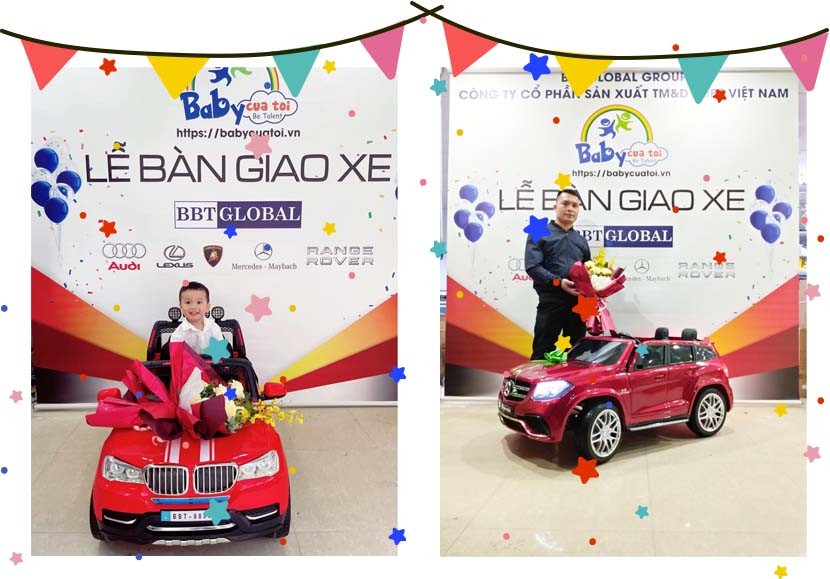 Baby cua toi
Be Talent
https://babycuatoi.vn
LỄ BÀN GIAO XE
BBT GLOBAL
Audi LEXUS Mercedes - Maybach RANGE ROVER
GLOBAL GROUP
CÔNG TY CỔ PHẦN SẢN XUẤT VIỆT NAM
Baby cua toi
Be Talent
https://babycuatoi.vn
LỄ BÀN GIAO XE
BBT GLOBAL
Mercedes - Maybach RANGE ROVER